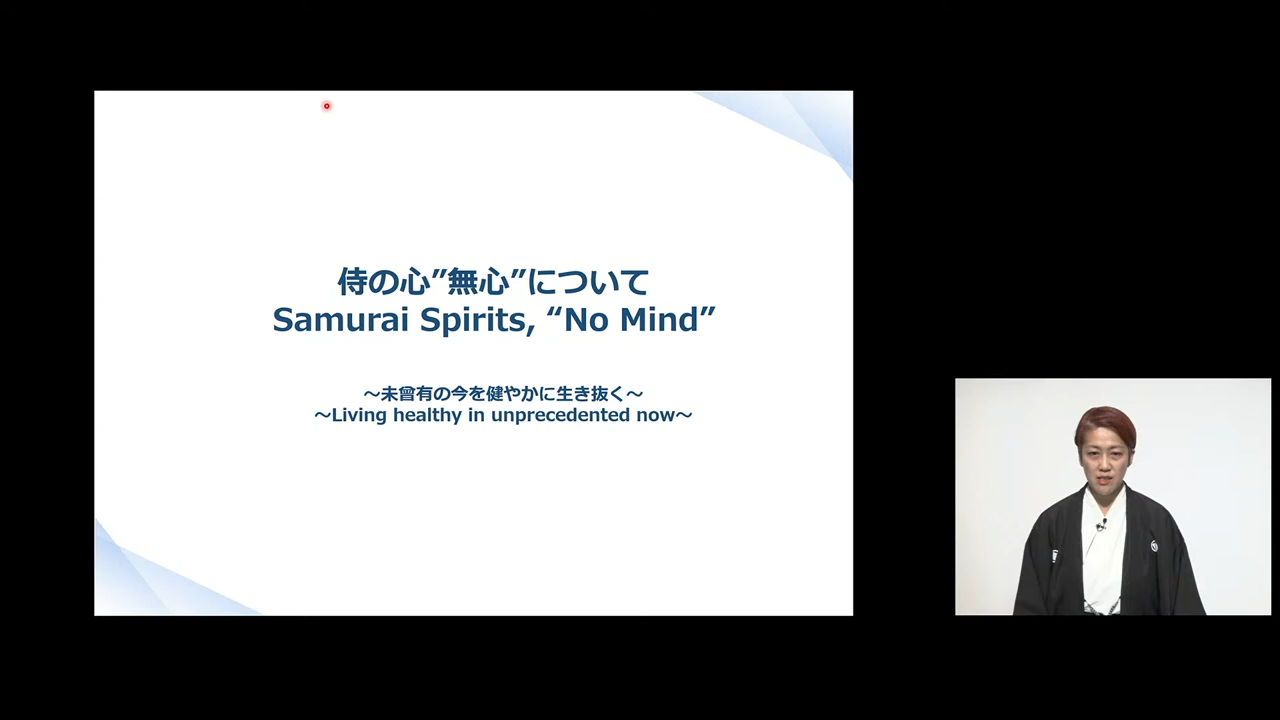 侍の心”無心”について
Samurai Spirits, “No Mind”
～未曾有の今を健やかに生き抜く～
～Living healthy in unprecedented now～